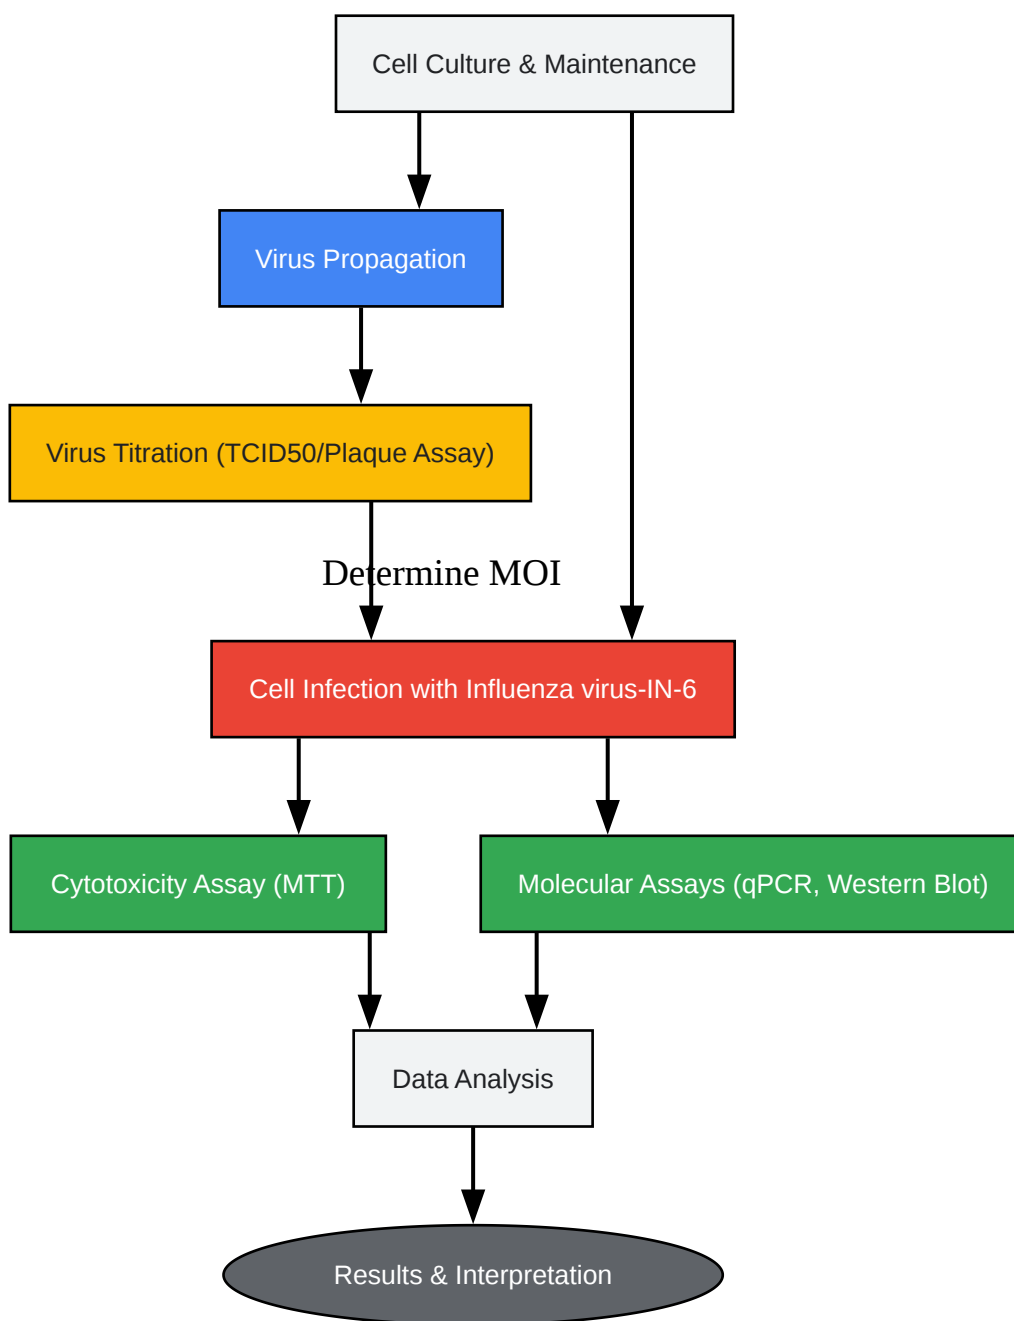 Cell Culture & Maintenance
Virus Propagation
Virus Titration (TCID50/Plaque Assay)
Determine MOI
Cell Infection with Influenza virus-IN-6
Cytotoxicity Assay (MTT)
Molecular Assays (qPCR, Western Blot)
Data Analysis
Results & Interpretation